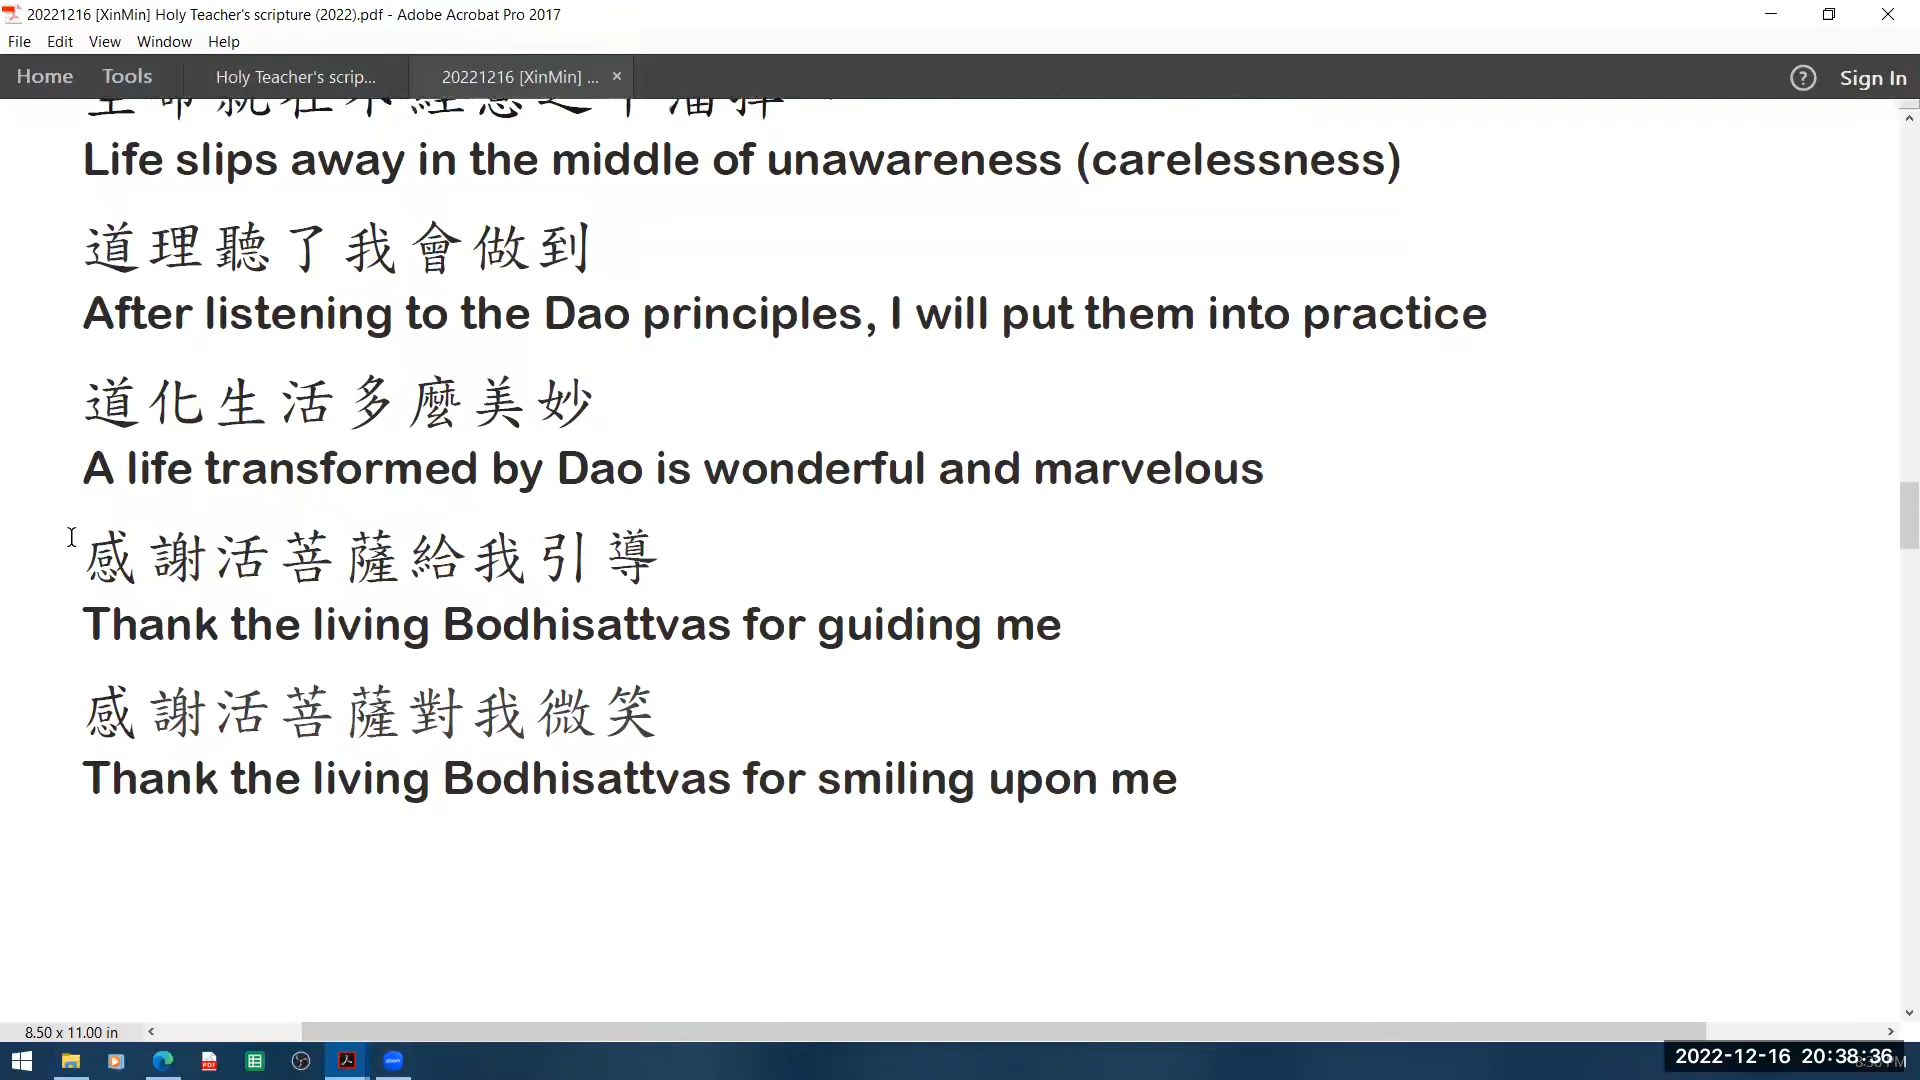 20221216 [XinMin] Holy Teacher's scripture (2022).pdf - Adobe Acrobat Pro 2017
File Edit View Window Help
Home Tools Holy Teacher's scrip... 20221216 [XinMin] ... × ? Sign In
Life slips away in the middle of unawareness (carelessness)
道理聽了我會做到
After listening to the Dao principles, I will put them into practice
道化生活多麼美妙
A life transformed by Dao is wonderful and marvelous
感謝活菩薩給我引導
Thank the living Bodhisattvas for guiding me
感謝活菩薩對我微笑
Thank the living Bodhisattvas for smiling upon me
8.50 x 11.00 in
2022-12-16 20:38:36